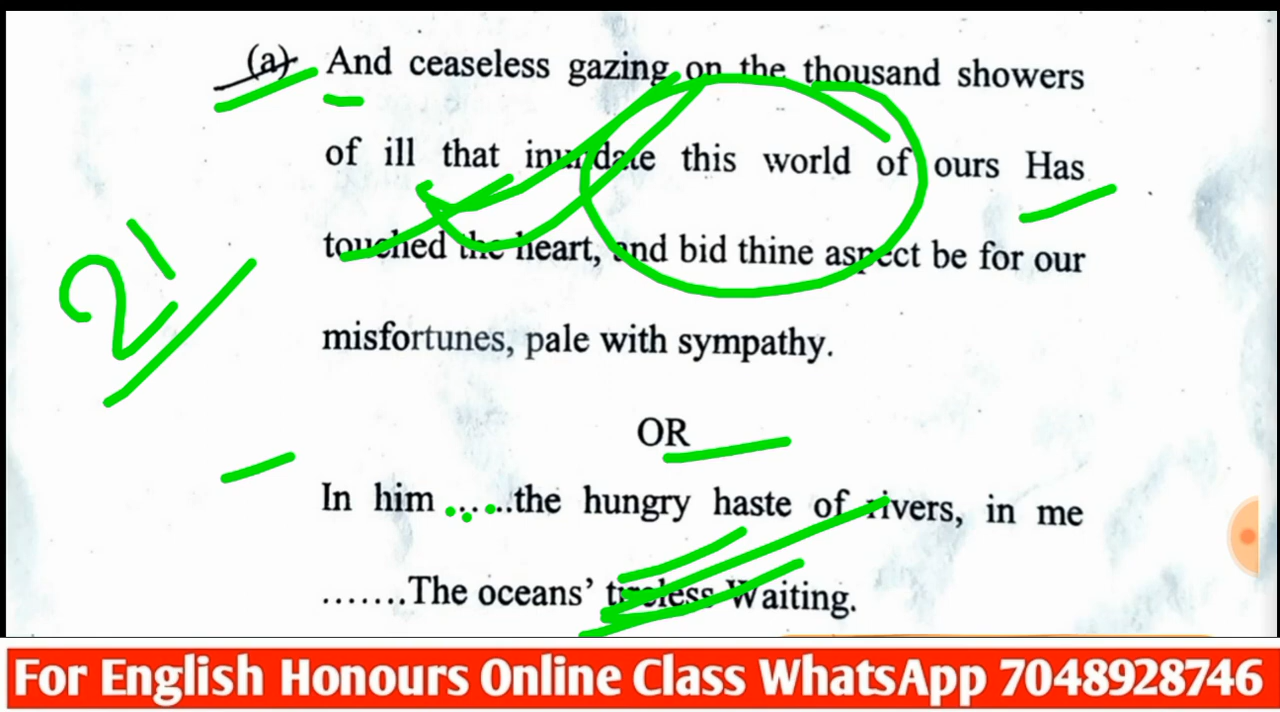 (a) And ceaseless gazing on the thousand showers
of ill that inundate this world of ours Has
touched the heart, and bid thine aspect be for our
misfortunes, pale with sympathy.
2)
OR
In him ......the hungry haste of rivers, in me
.......The oceans’ tireless Waiting.
For English Honours Online Class WhatsApp 7048928746